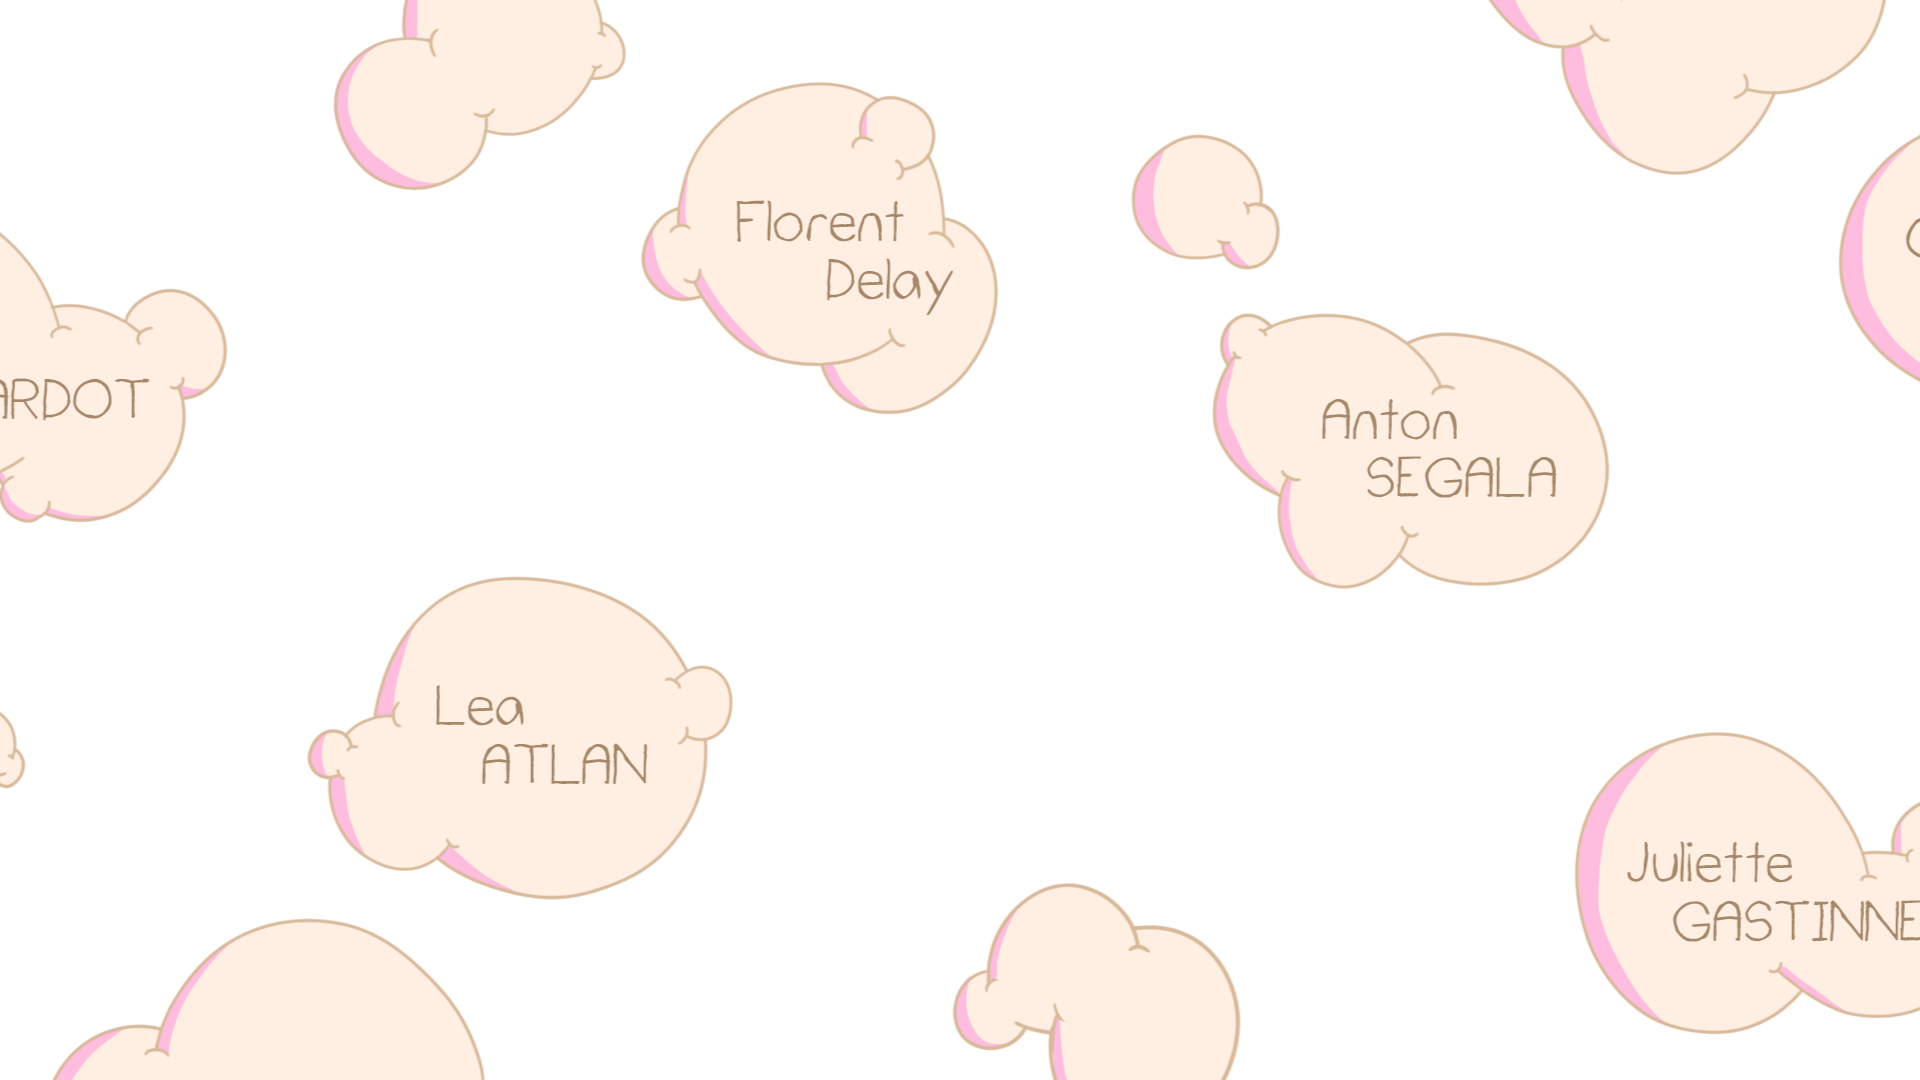 Florent
Delay
Anton
SEGALA
ARDOT
Lea
ATLAN
Juliette
GASTINNE